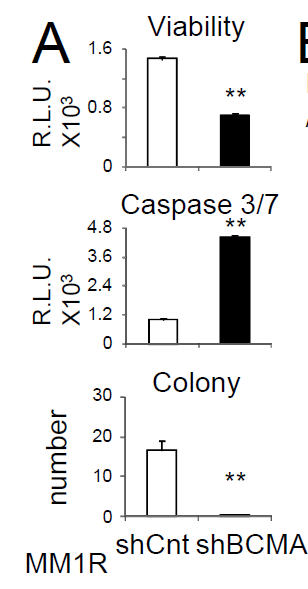 A
Viability
R.L.U.
X10³
1.6
0.8
0
**
Caspase 3/7
R.L.U.
X10³
4.8
3.6
2.4
1.2
0
**
Colony
number
30
20
10
0
**
shCnt shBCMA
MM1R